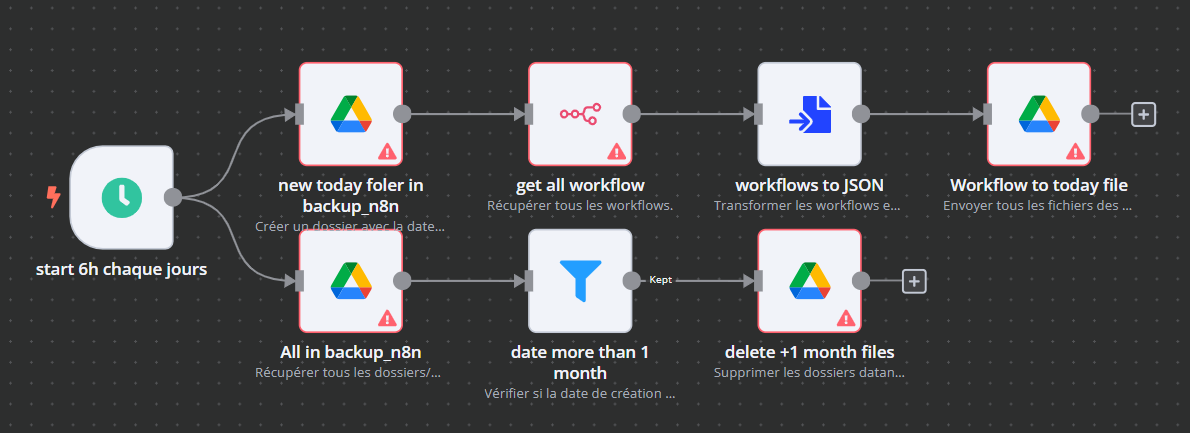 new today foler in
backup_n8n
Créer un dossier avec la date...
get all workflow
Récupérer tous les workflows.
workflows to JSON
Transformer les workflows e...
Workflow to today file
Envoyer tous les fichiers des ...
start 6h chaque jours
All in backup_n8n
Récupérer tous les dossiers/...
date more than 1
month
Vérifier si la date de création ...
Kept
delete +1 month files
Supprimer les dossiers datan...